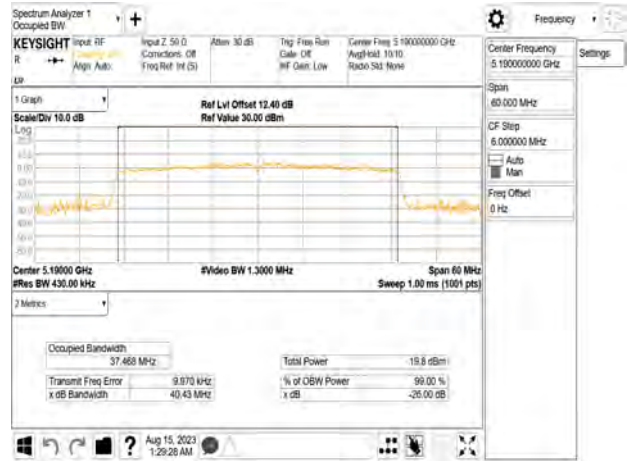 Spectrum Analyzer 1
Occupied BW
+
Frequency
KEYSIGHT
R
Input: RF
Align: Auto
Input Z: 50 Ω
Corrections: Off
Freq Ref: Int (S)
Atten: 30 dB
Trig: Free Run
Gate: Off
#IF Gain: Low
Center Freq: 5.190000000 GHz
Avg|Hold: 10/10
Radio Std: None
Center Frequency
5.190000000 GHz
Settings
Span
60.000 MHz
CF Step
6.000000 MHz
Auto
Man
Freq Offset
0 Hz
1 Graph
Scale/Div 10.0 dB
Ref Lvl Offset 12.40 dB
Ref Value 30.00 dBm
Log
Center 5.19000 GHz
#Res BW 430.00 kHz
#Video BW 1.3000 MHz
Span 60 MHz
Sweep 1.00 ms (1001 pts)
2 Metrics
Occupied Bandwidth
37.468 MHz
Total Power 19.8 dBm
Transmit Freq Error 9.970 kHz
% of OBW Power 99.00 %
x dB Bandwidth 40.43 MHz
x dB -26.00 dB
?
Aug 15, 2023
1:29:28 AM